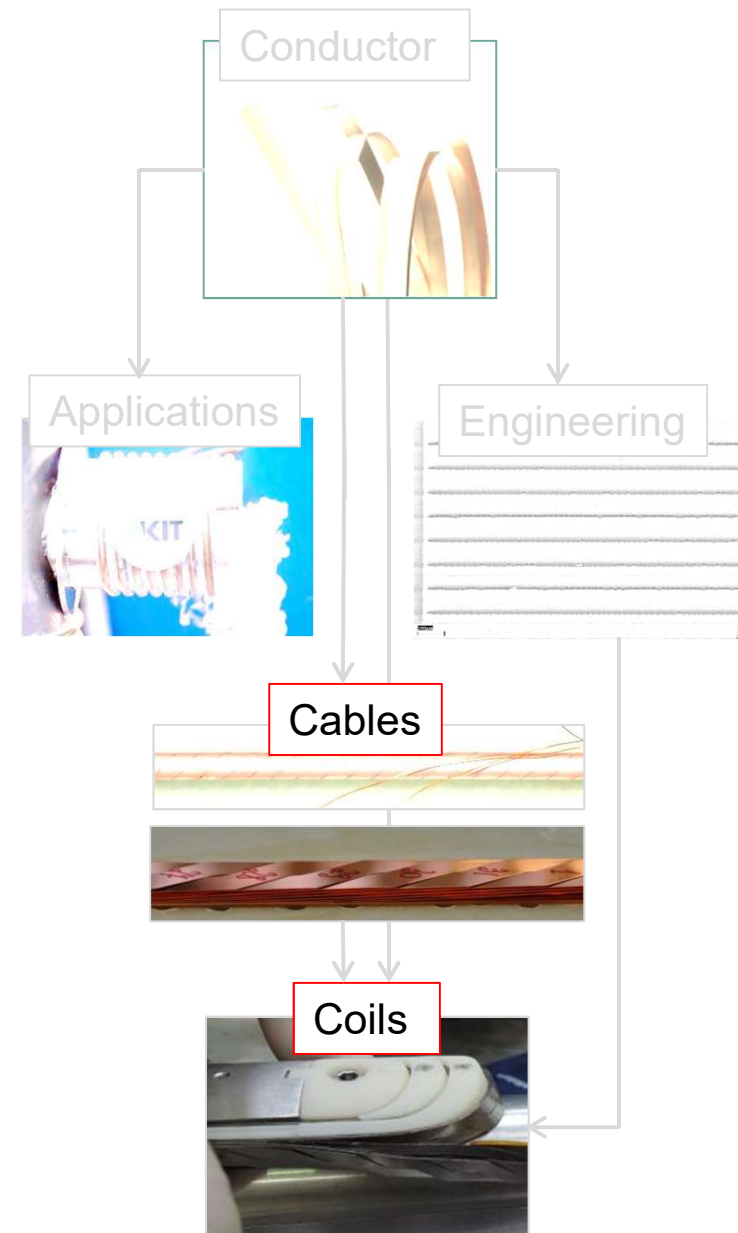 Conductor
Applications
Engineering
KIT
Cables
Coils